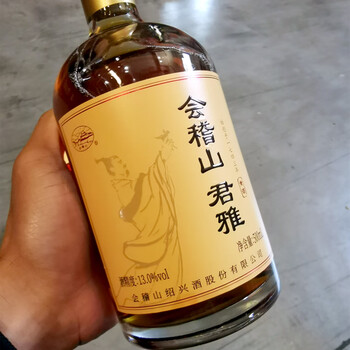 会稽山 君雅
净含量:500ml
酒精度:13.0%vol
会稽山绍兴酒股份有限公司